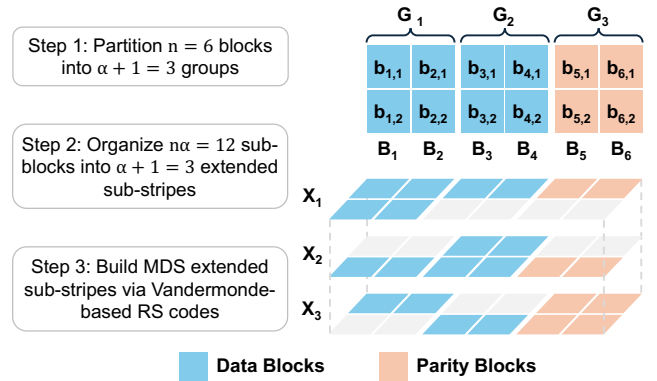 Step 1: Partition n = 6 blocks
into α + 1 = 3 groups
Step 2: Organize nα = 12 sub-
blocks into α + 1 = 3 extended
sub-stripes
Step 3: Build MDS extended
sub-stripes via Vandermonde-
based RS codes
G1 G2 G3
b1,1 b2,1 b3,1 b4,1 b5,1 b6,1
b1,2 b2,2 b3,2 b4,2 b5,2 b6,2
B1 B2 B3 B4 B5 B6
X1
X2
X3
Data Blocks Parity Blocks